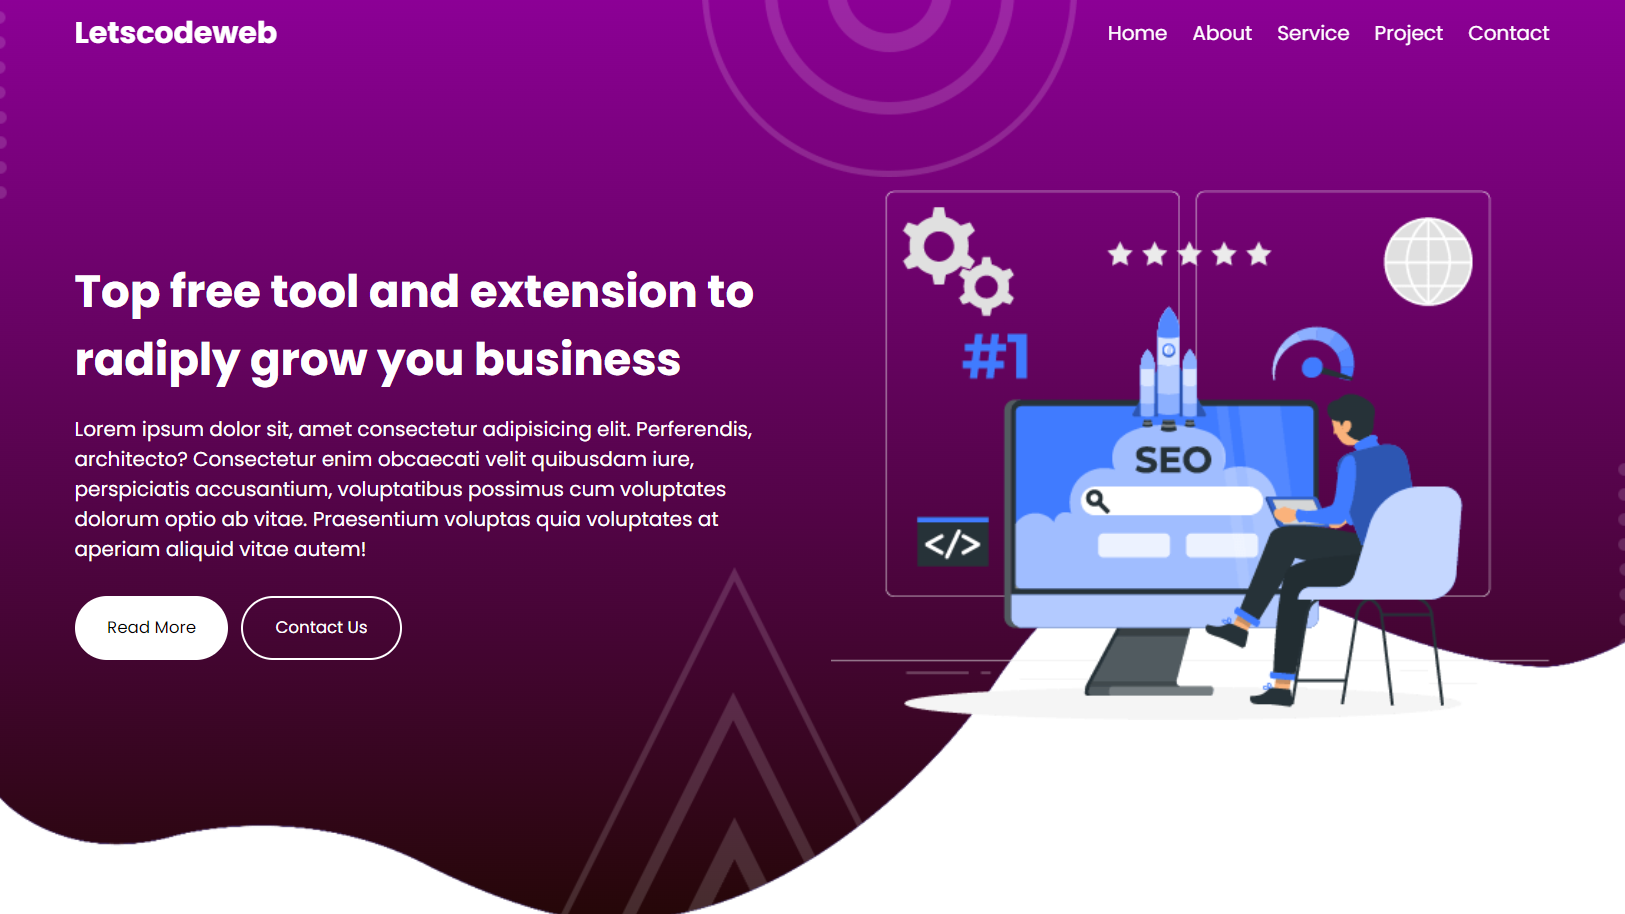 Letscodeweb
Home About Service Project Contact
Top free tool and extension to
radiply grow you business
Lorem ipsum dolor sit, amet consectetur adipisicing elit. Perferendis,
architecto? Consectetur enim obcaecati velit quibusdam iure,
perspiciatis accusantium, voluptatibus possimus cum voluptates
dolorum optio ab vitae. Praesentium voluptas quia voluptates at
aperiam aliquid vitae autem!
Read More
Contact Us
#1
SEO
</>